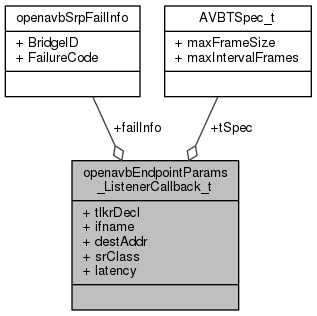 openavbSrpFailInfo
+ BridgeID
+ FailureCode
AVBTSpec_t
+ maxFrameSize
+ maxIntervalFrames
+failInfo
+tSpec
openavbEndpointParams
_ListenerCallback_t
+ tlkrDecl
+ ifname
+ destAddr
+ srClass
+ latency